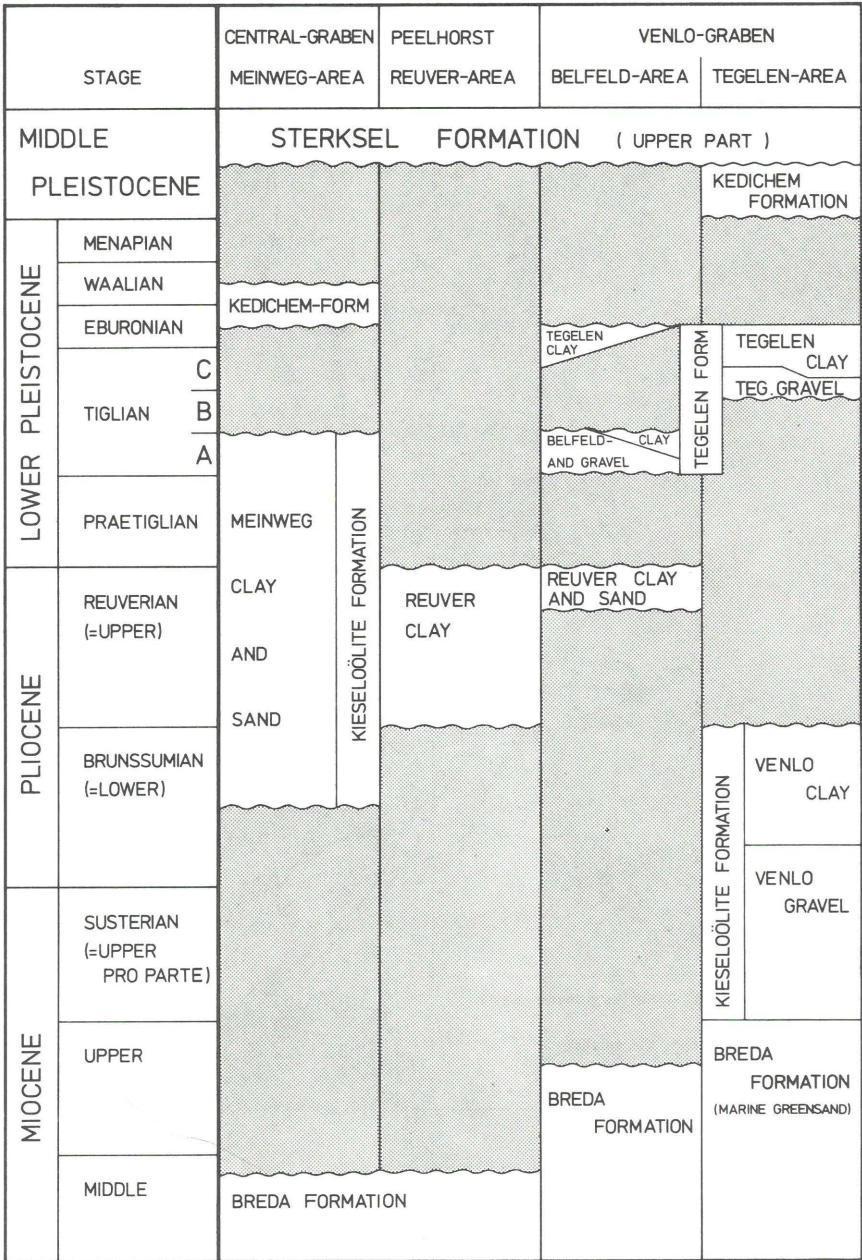 STAGE
CENTRAL-GRABEN
MEINWEG-AREA
PEELHORST
REUVER-AREA
VENLO-GRABEN
BELFELD-AREA
TEGELEN-AREA
MIDDLE
PLEISTOCENE
STERKSEL FORMATION ( UPPER PART )
LOWER PLEISTOCENE
MENAPIAN
WAALIAN
EBURONIAN
TIGLIAN
C
B
A
PRAETIGLIAN
PLIOCENE
REUVERIAN
(=UPPER)
BRUNSSUMIAN
(=LOWER)
MIOCENE
SUSTERIAN
(=UPPER
PRO PARTE)
UPPER
MIDDLE
KEDICHEM-FORM
MEINWEG
CLAY
AND
SAND
KIESELOÖLITE FORMATION
BREDA FORMATION
REUVER
CLAY
TEGELEN
CLAY
BELFELD- CLAY
AND GRAVEL
REUVER CLAY
AND SAND
BREDA
FORMATION
TEGELEN FORM
KEDICHEM
FORMATION
TEGELEN
CLAY
TEG. GRAVEL
KIESELOÖLITE FORMATION
VENLO
CLAY
VENLO
GRAVEL
BREDA
FORMATION
(MARINE GREENSAND)